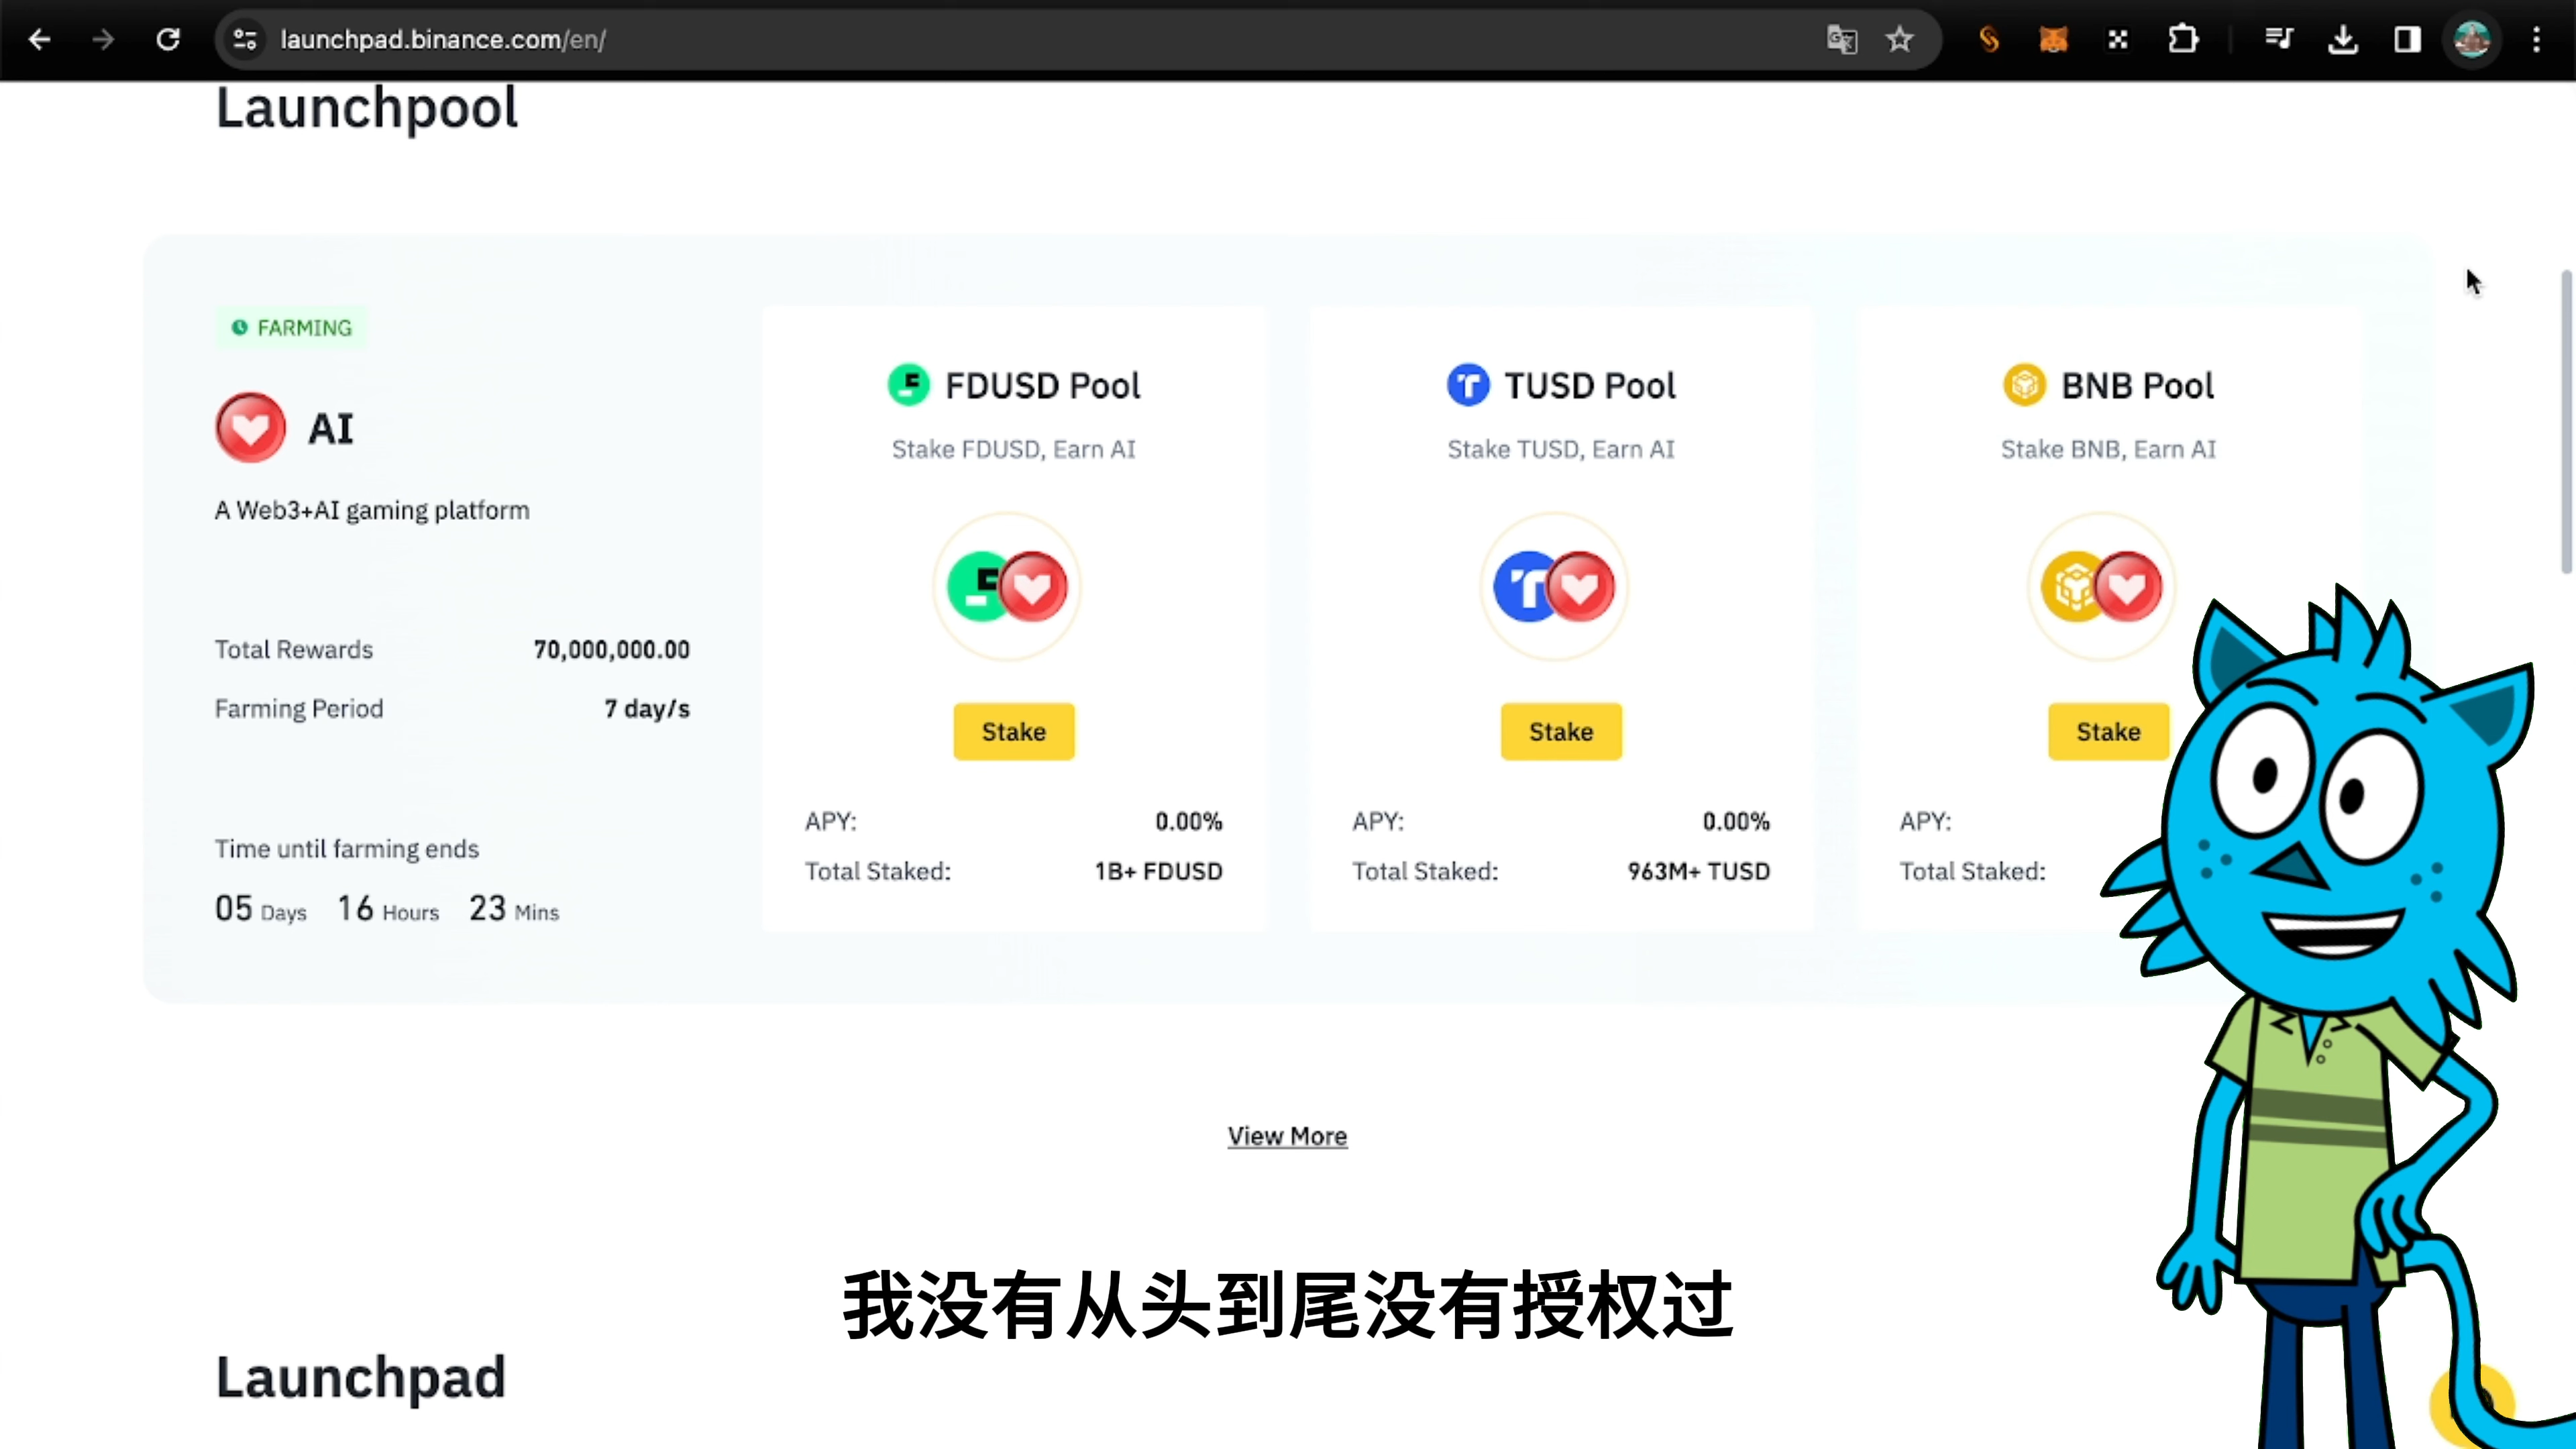 launchpad.binance.com/en/
Launchpool
FARMING
AI
A Web3+AI gaming platform
Total Rewards 70,000,000.00
Farming Period 7 day/s
Time until farming ends
05 Days 16 Hours 23 Mins
FDUSD Pool
Stake FDUSD, Earn AI
Stake
APY: 0.00%
Total Staked: 1B+ FDUSD
TUSD Pool
Stake TUSD, Earn AI
Stake
APY: 0.00%
Total Staked: 963M+ TUSD
BNB Pool
Stake BNB, Earn AI
Stake
APY:
Total Staked:
View More
我没有从头到尾没有授权过
Launchpad